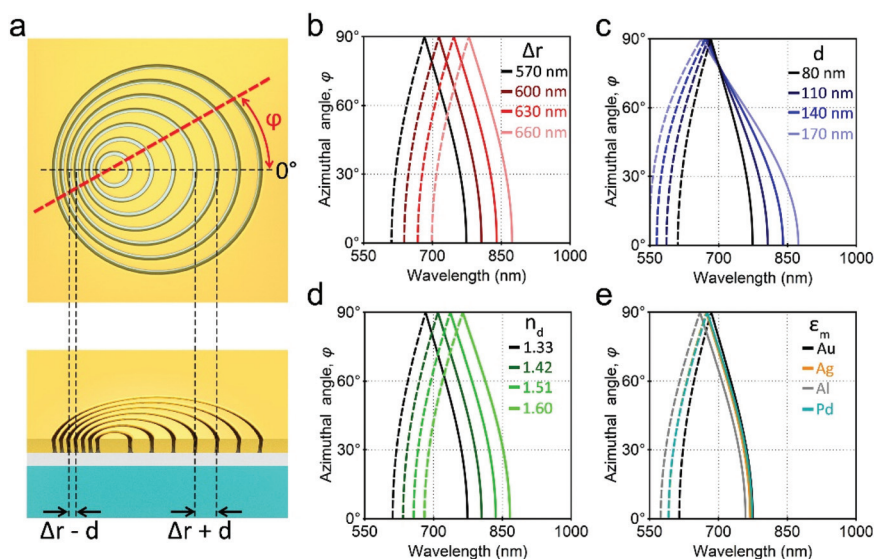 a
φ
0°
Δr - d
Δr + d
b
Δr
570 nm
600 nm
630 nm
660 nm
90°
60°
30°
0°
Azimuthal angle, φ
550 700 850 1000
Wavelength (nm)
c
d
80 nm
110 nm
140 nm
170 nm
90°
60°
30°
0°
Azimuthal angle, φ
550 700 850 1000
Wavelength (nm)
d
n_d
1.33
1.42
1.51
1.60
90°
60°
30°
0°
Azimuthal angle, φ
550 700 850 1000
Wavelength (nm)
e
ε_m
Au
Ag
Al
Pd
90°
60°
30°
0°
Azimuthal angle, φ
550 700 850 1000
Wavelength (nm)